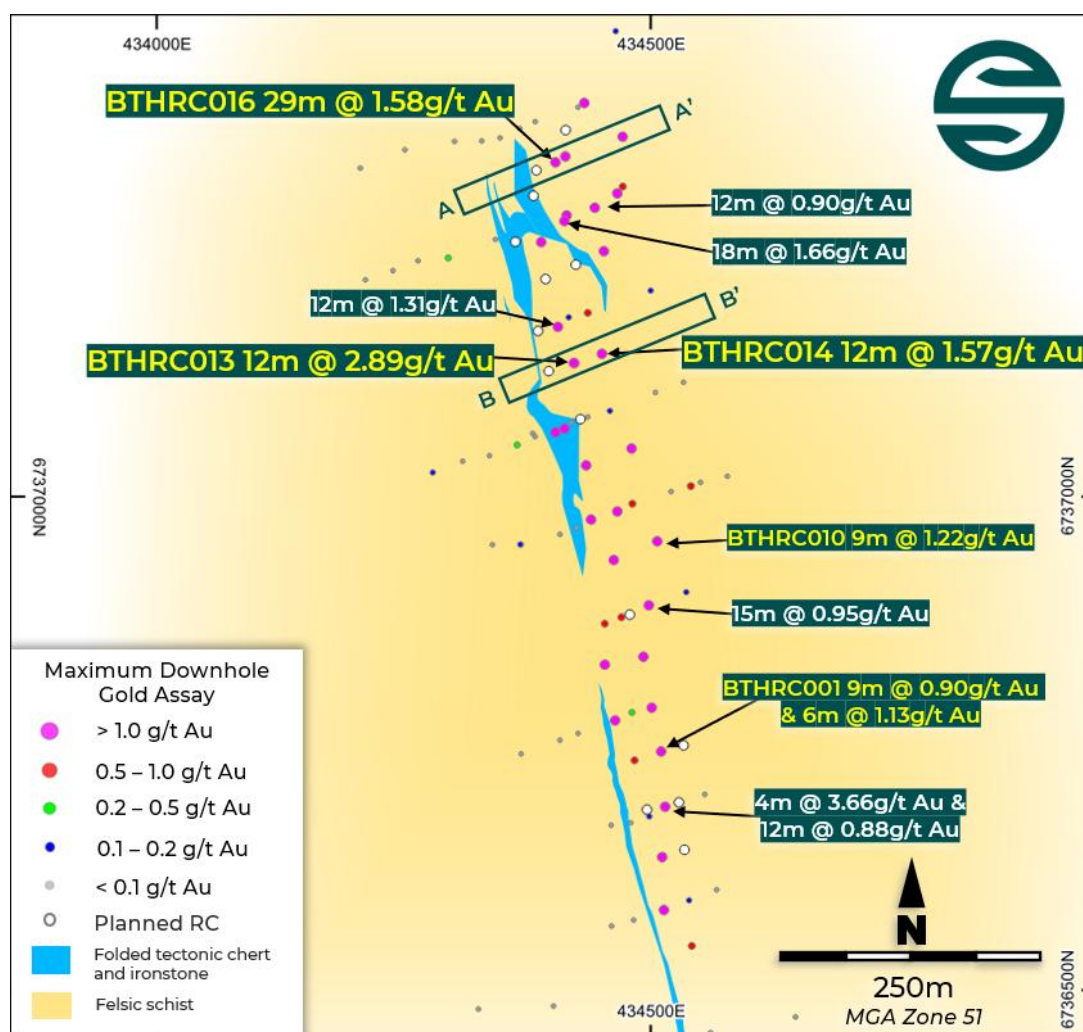 434000E
434500E
BTHRC016 29m @ 1.58g/t Au
A'
A
12m @ 0.90g/t Au
18m @ 1.66g/t Au
12m @ 1.31g/t Au
B'
BTHRC013 12m @ 2.89g/t Au
BTHRC014 12m @ 1.57g/t Au
B
6737000N
6737000N
BTHRC010 9m @ 1.22g/t Au
15m @ 0.95g/t Au
BTHRC001 9m @ 0.90g/t Au
& 6m @ 1.13g/t Au
4m @ 3.66g/t Au &
12m @ 0.88g/t Au
Maximum Downhole
Gold Assay
> 1.0 g/t Au
0.5 – 1.0 g/t Au
0.2 – 0.5 g/t Au
0.1 – 0.2 g/t Au
< 0.1 g/t Au
Planned RC
Folded tectonic chert
and ironstone
Felsic schist
N
250m
MGA Zone 51
434500E
6736500N